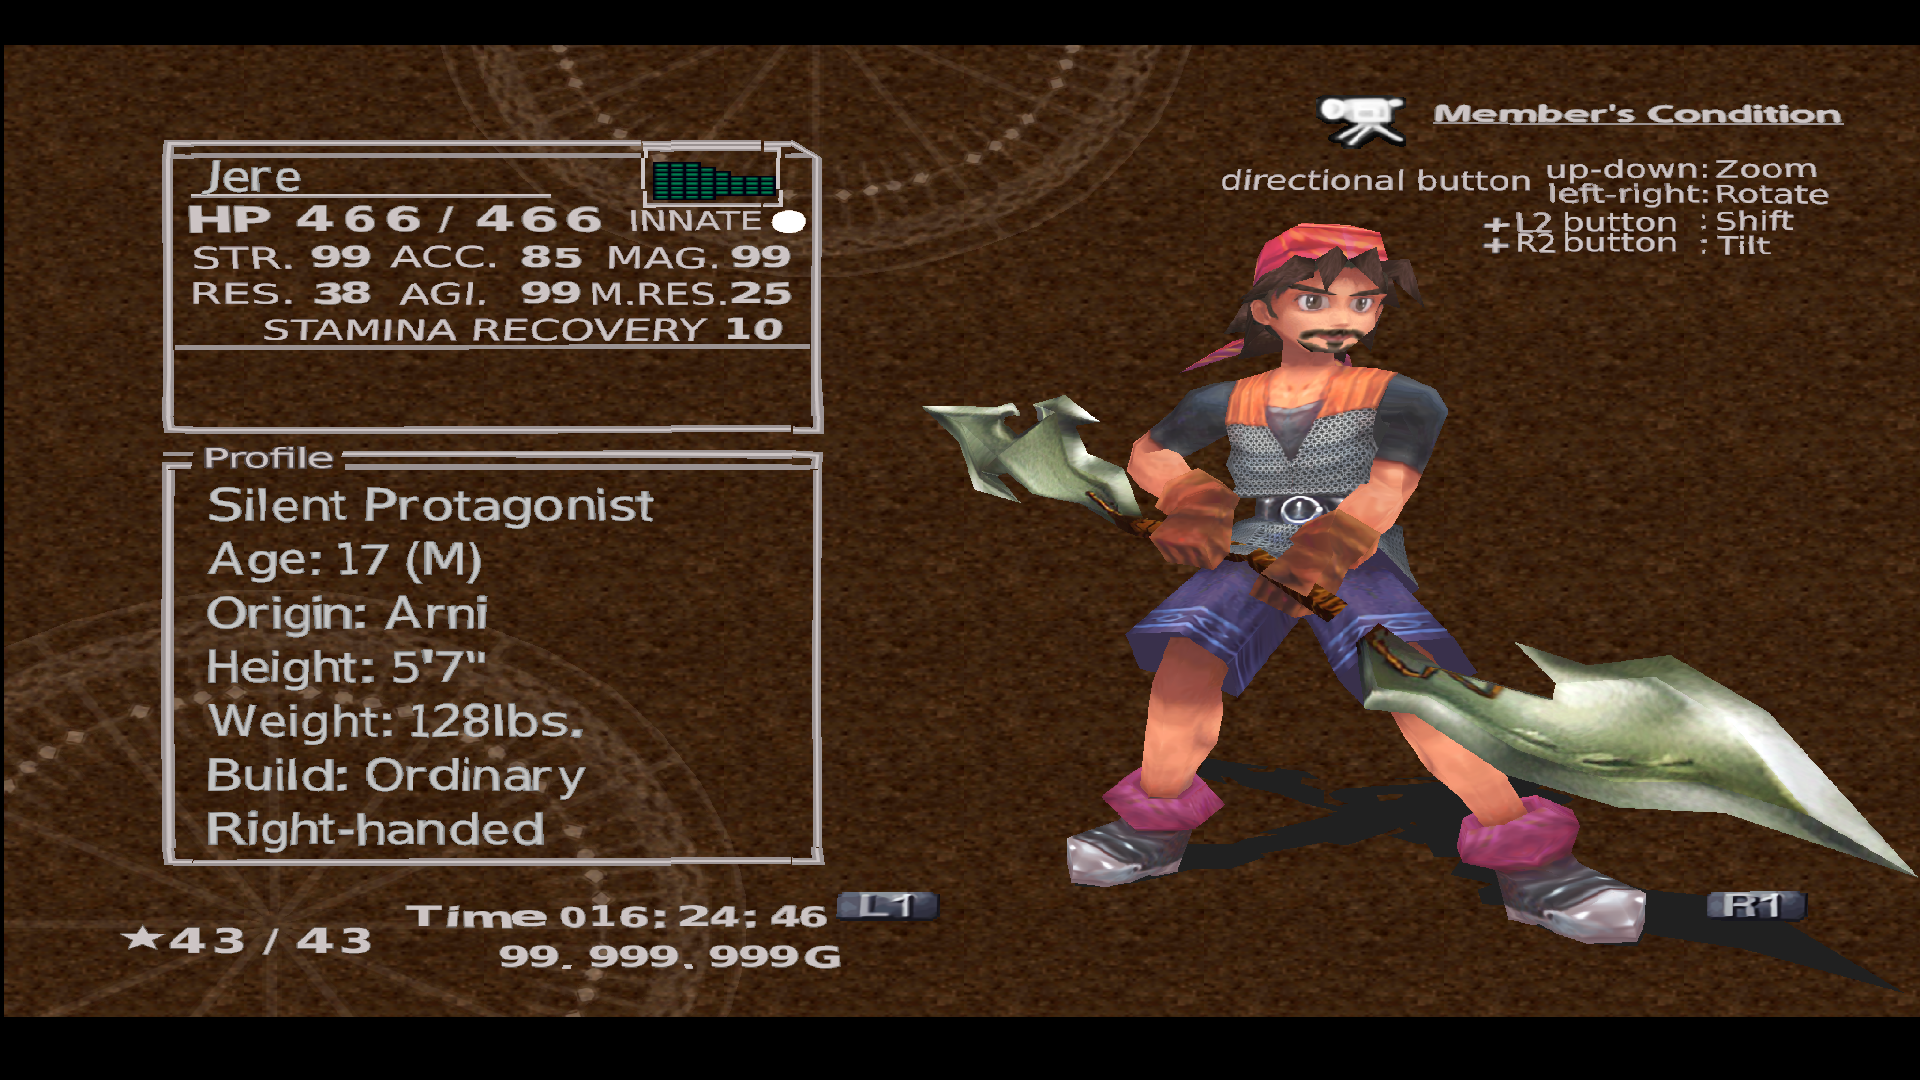 Jere
HP 466 / 466 INNATE
STR. 99 ACC. 85 MAG. 99
RES. 38 AGI. 99 M.RES. 25
STAMINA RECOVERY 10
Profile
Silent Protagonist
Age: 17 (M)
Origin: Arni
Height: 5'7"
Weight: 128lbs.
Build: Ordinary
Right-handed
★43 / 43
Time 016: 24: 46
99. 999. 999G
Member's Condition
directional button up-down: Zoom
left-right: Rotate
+L2 button : Shift
+R2 button : Tilt
L1
R1